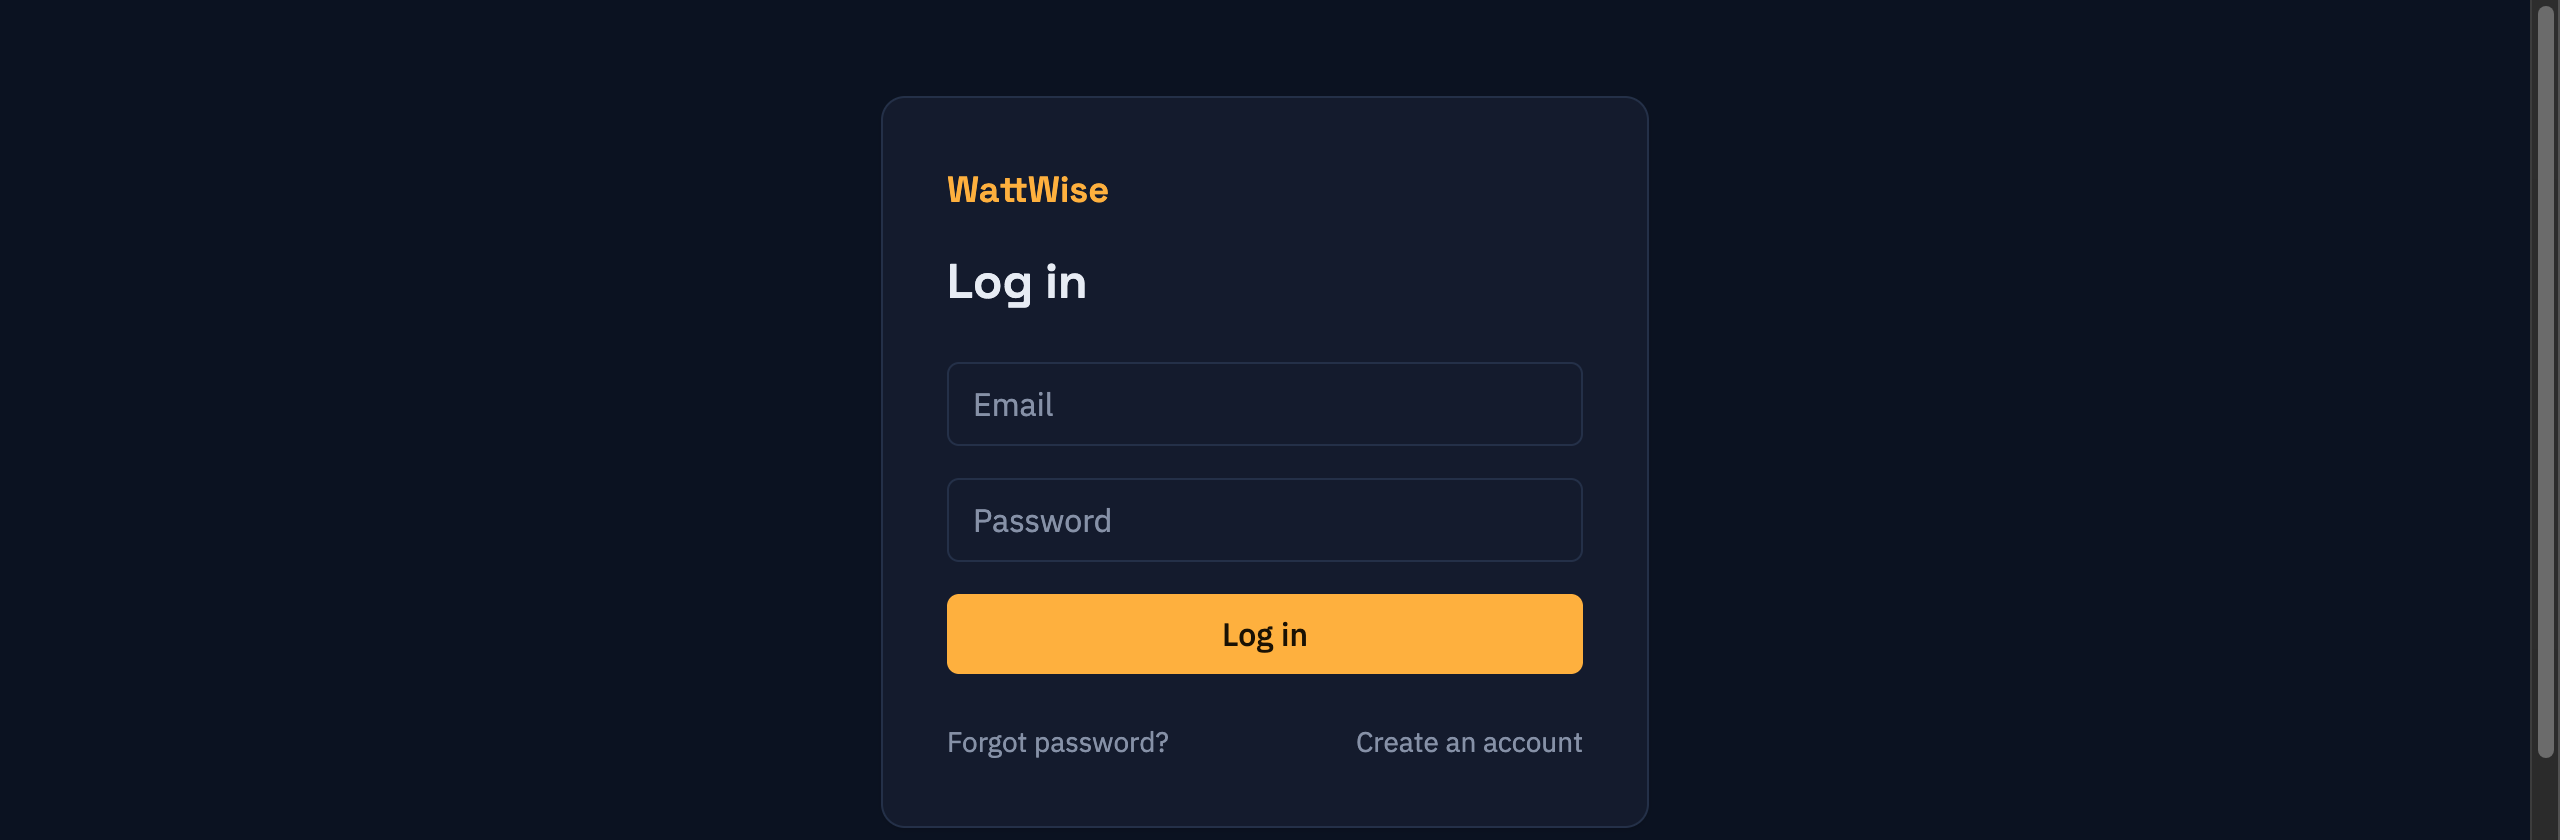 WattWise
Log in
Email
Password
Log in
Forgot password? Create an account